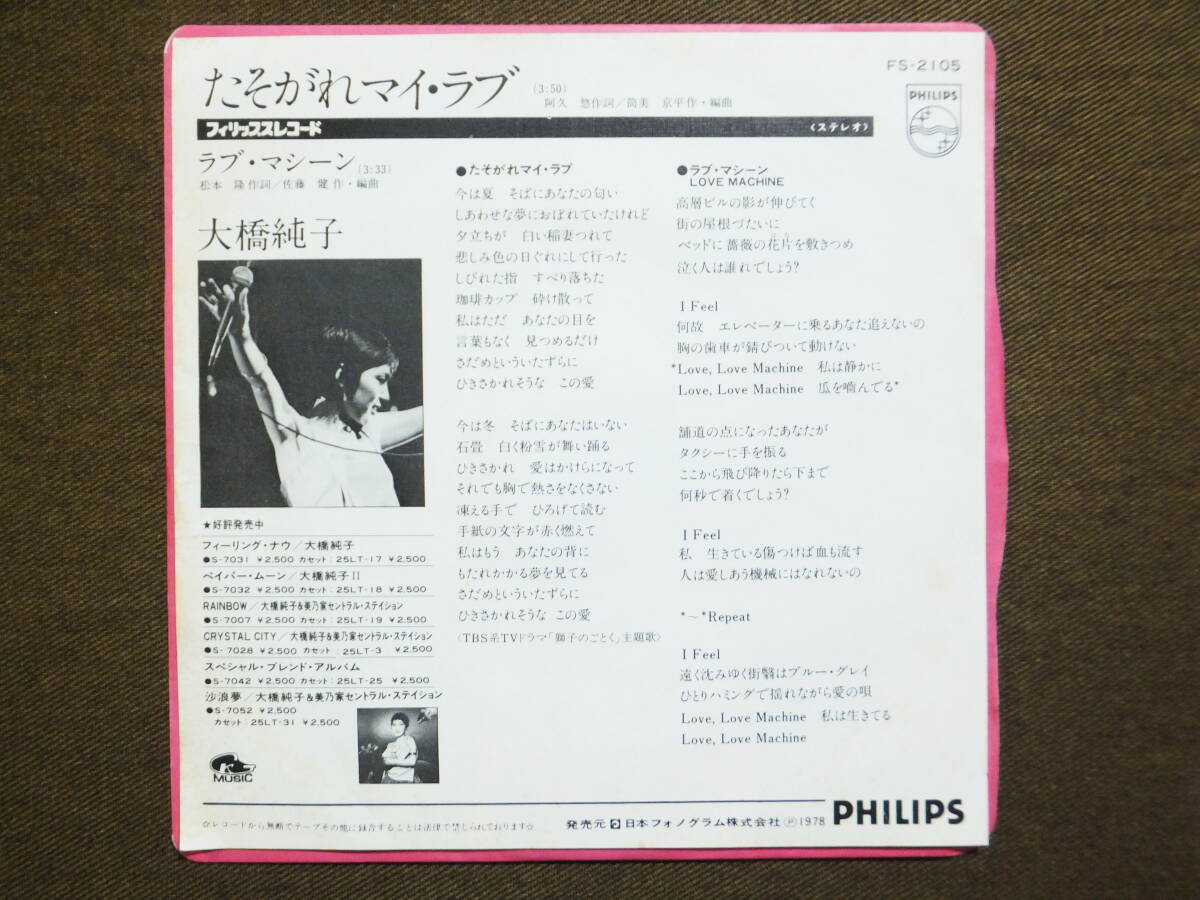 たそがれマイ・ラブ
(3:50)
阿久 悠作詞/筒美 京平作・編曲
FS-2105
PHILIPS
フィリップスレコード
〈ステレオ〉
ラブ・マシーン(3:33)
松本 隆作詞/佐藤 健作・編曲
大橋純子
★好評発売中
フィーリング・ナウ/大橋純子
●S-7031 ¥2,500 カセット:25LT-17 ¥2,500
ペイパー・ムーン/大橋純子II
●S-7032 ¥2,500 カセット:25LT-18 ¥2,500
RAINBOW/大橋純子&美乃家セントラル・ステイション
●S-7007 ¥2,500 カセット:25LT-19 ¥2,500
CRYSTAL CITY/大橋純子&美乃家セントラル・ステイション
●S-7028 ¥2,500 カセット:25LT-3 ¥2,500
スペシャル・ブレンド・アルバム
●S-7042 ¥2,500 カセット:25LT-25 ¥2,500
沙浪夢/大橋純子&美乃家セントラル・ステイション
●S-7052 ¥2,500
カセット:25LT-31 ¥2,500
MUSIC
●たそがれマイ・ラブ
今は夏 そばにあなたの匂い
しあわせな夢におぼれていたけれど
夕立ちが 白い稲妻つれて
悲しみ色の日ぐれにして行った
しびれた指 すべり落ちた
珈琲カップ 砕け散って
私はただ あなたの目を
言葉もなく 見つめるだけ
さだめといういたずらに
ひきさかれそうな この愛
今は冬 そばにあなたはいない
石畳 白く粉雪が舞い踊る
ひきさかれ 愛はかけらになって
それでも胸で熱さをなくさない
凍える手で ひろげて読む
手紙の文字が赤く燃えて
私はもう あなたの背に
もたれかかる夢を見てる
さだめといういたずらに
ひきさかれそうな この愛
〈TBS系TVドラマ「獅子のごとく」主題歌〉
●ラブ・マシーン
LOVE MACHINE
高層ビルの影が伸びてく
街の屋根づたいに
ベッドに薔薇の花片を敷きつめ
泣く人は誰れでしょう?
I Feel
何故 エレベーターに乗るあなた追えないの
胸の歯車が錆びついて動けない
*Love, Love Machine 私は静かに
Love, Love Machine 瓜を嚙んでる*
舗道の点になったあなたが
タクシーに手を振る
ここから飛び降りたら下まで
何秒で着くでしょう?
I Feel
私 生きている傷つけば血も流す
人は愛しあう機械にはなれないの
*~*Repeat
I Feel
遠く沈みゆく街翳はブルー・グレイ
ひとりハミングで揺れながら愛の唄
Love, Love Machine 私は生きてる
Love, Love Machine
☆レコードから無断でテープその他に録音することは法律で禁じられております☆
発売元 日本フォノグラム株式会社 Ⓟ1978 PHILIPS